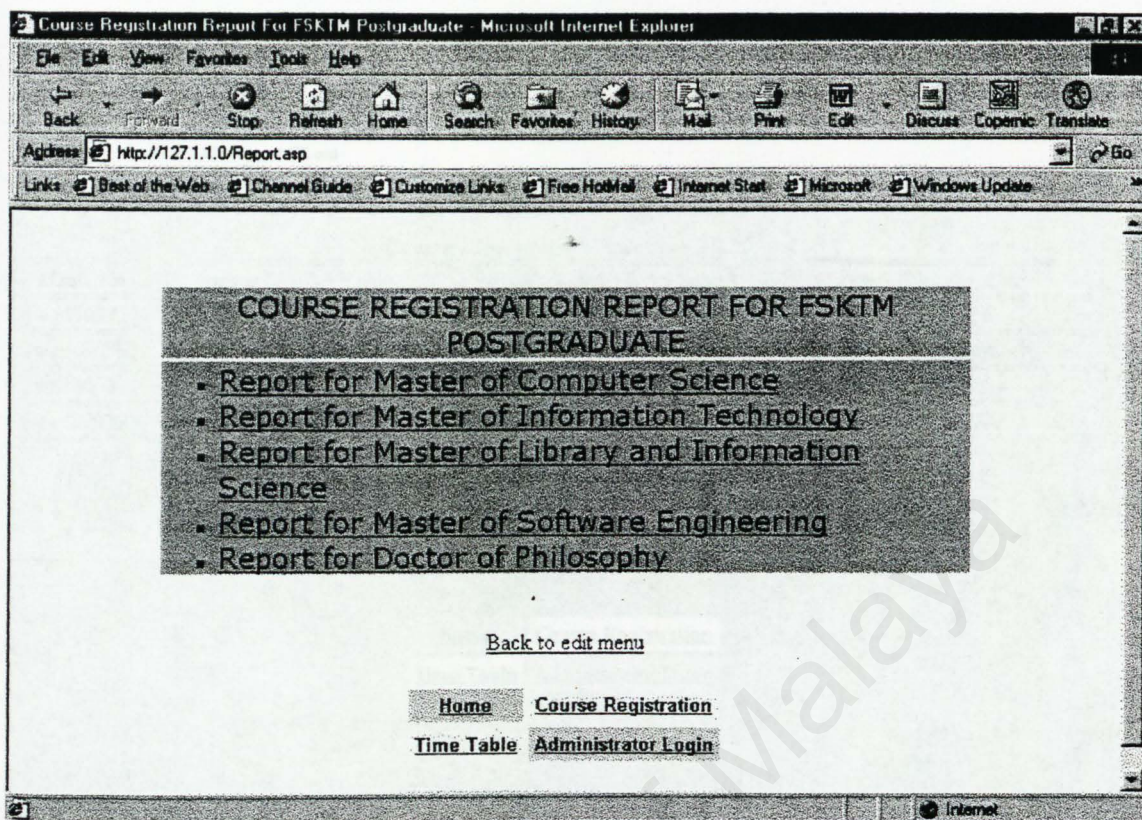 Course Registration Report For FSKTM Postgraduate - Microsoft Internet Explorer
File Edit View Favorites Tools Help
Back Forward Stop Refresh Home Search Favorites History Mail Print Edit Discuss Copernic Translate
Address http://127.1.1.0/Report.asp Go
Links Best of the Web Channel Guide Customize Links Free HotMail Internet Start Microsoft Windows Update
COURSE REGISTRATION REPORT FOR FSKTM
POSTGRADUATE
Report for Master of Computer Science
Report for Master of Information Technology
Report for Master of Library and Information
Science
Report for Master of Software Engineering
Report for Doctor of Philosophy
Back to edit menu
Home Course Registration
Time Table Administrator Login
Internet
Malaya